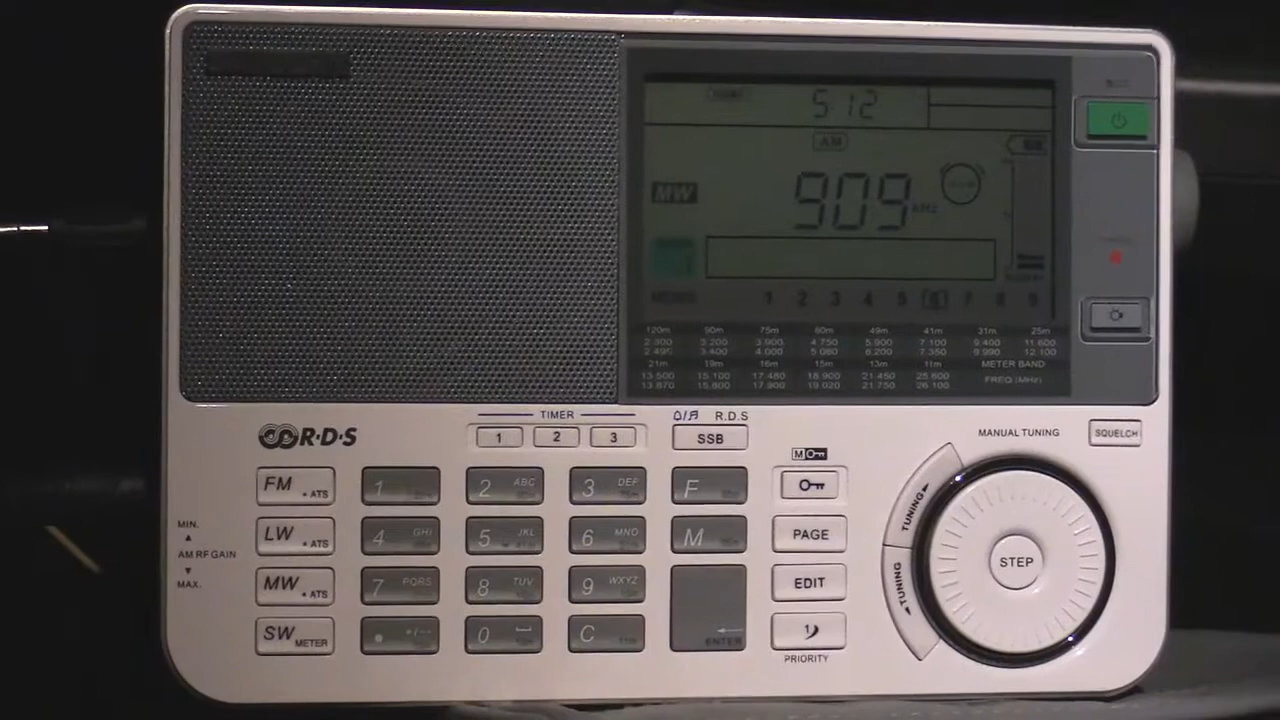 5 12
AM
MW
909
KHz
1 2 3 4 5 6 7 8 9
120m 90m 75m 60m 49m 41m 31m 25m
2.300 3.200 3.900 4.750 5.900 7.100 9.400 11.600
2.495 3.400 4.000 5.060 6.200 7.350 9.990 12.100
21m 19m 16m 15m 13m 11m METER BAND
13.500 15.100 17.480 18.900 21.450 25.600 FREQ (MHz)
13.870 15.800 17.900 19.020 21.750 26.100
R·D·S
TIMER
1 2 3
R.D.S
SSB
MANUAL TUNING
SQUELCH
M
FM •ATS
1
2 ABC
3 DEF
F
LW •ATS
4 GHI
5 JKL
6 MNO
M
PAGE
MIN.
AM RF GAIN
MAX.
MW •ATS
7 PQRS
8 TUV
9 WXYZ
ENTER
EDIT
SW METER
0
C
PRIORITY
TUNING
TUNING
STEP